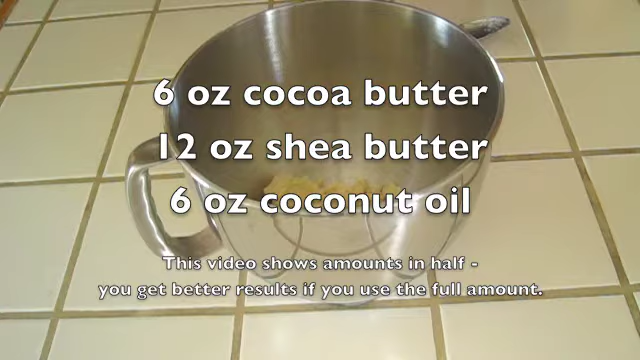 6 oz cocoa butter
12 oz shea butter
6 oz coconut oil
This video shows amounts in half -
you get better results if you use the full amount.